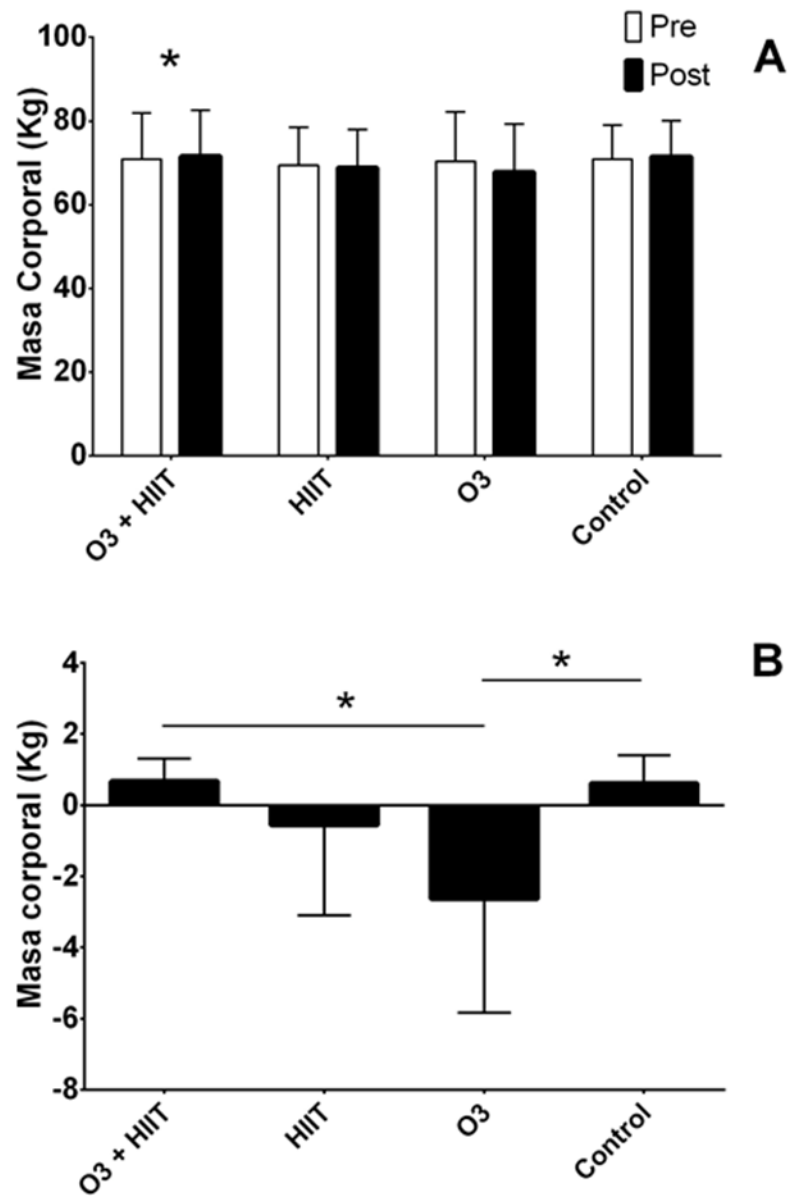 Pre
Post
A
*
Masa Corporal (Kg)
100
80
60
40
20
0
O3 + HIIT
HIIT
O3
Control
B
*
*
Masa corporal (Kg)
4
2
0
-2
-4
-6
-8
O3 + HIIT
HIIT
O3
Control